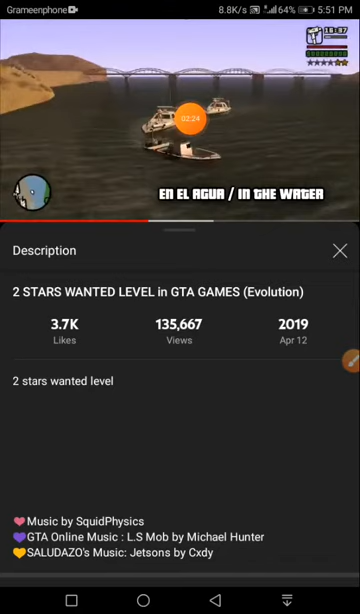 Grameenphone 8.8K/s 64% 5:51 PM
16:37
02:24
EN EL AGUA / IN THE WATER
Description
2 STARS WANTED LEVEL in GTA GAMES (Evolution)
3.7K 135,667 2019
Likes Views Apr 12
2 stars wanted level
Music by SquidPhysics
GTA Online Music : L.S Mob by Michael Hunter
SALUDAZO's Music: Jetsons by Cxdy